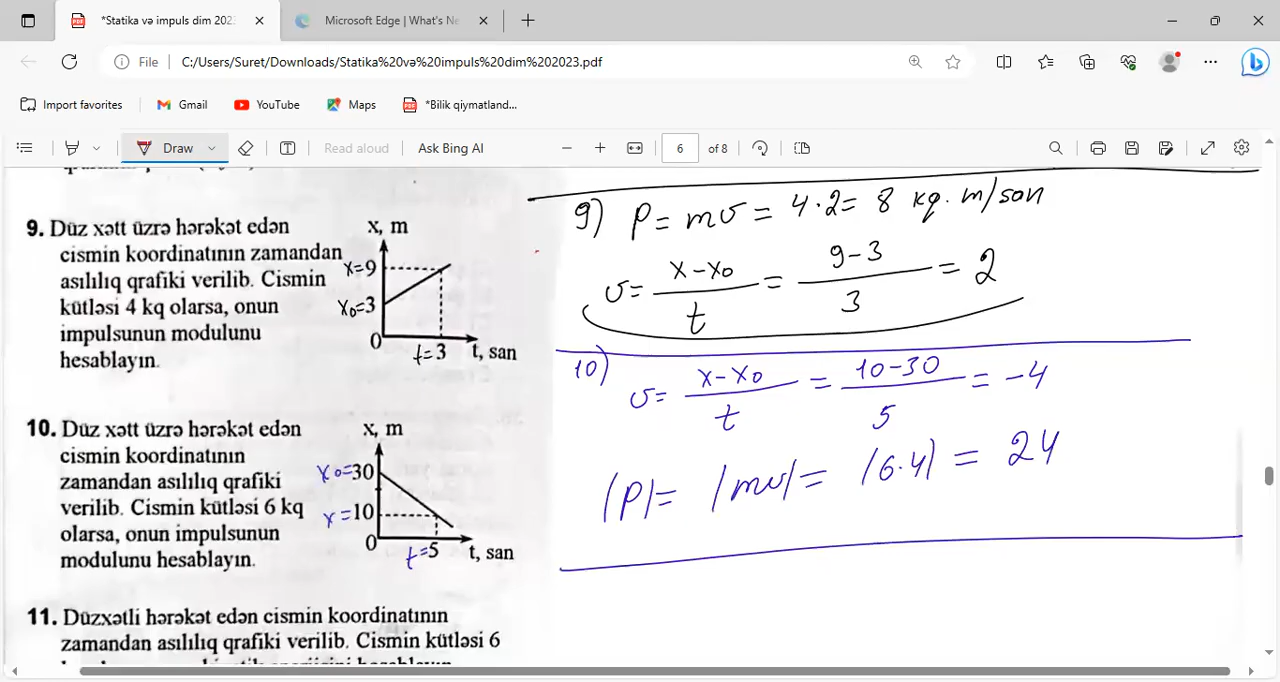 *Statika və impuls dim 202
Microsoft Edge | What's Ne
File
C:/Users/Suret/Downloads/Statika%20və%20impuls%20dim%202023.pdf
Import favorites
Gmail
YouTube
Maps
*Bilik qiymatland...
Draw
Read aloud
Ask Bing AI
6
of 8
9. Düz xətt üzrə hərəkət edən
cismin koordinatının zamandan
asılılıq qrafiki verilib. Cismin
kütləsi 4 kq olarsa, onun
impulsunun modulunu
hesablayın.
x, m
x=9
x₀=3
0
t=3
t, san
9) P = mυ = 4·2 = 8 kq. m/san
υ = x-x₀/t = 9-3/3 = 2
10. Düz xətt üzrə hərəkət edən
cismin koordinatının
zamandan asılılıq qrafiki
verilib. Cismin kütləsi 6 kq
olarsa, onun impulsunun
modulunu hesablayın.
x, m
x₀=30
x=10
0
t=5
t, san
10) υ = x-x₀/t = 10-30/5 = -4
|P| = |mυ| = |6·4| = 24
11. Düzxətli hərəkət edən cismin koordinatının
zamandan asılılıq qrafiki verilib. Cismin kütləsi 6